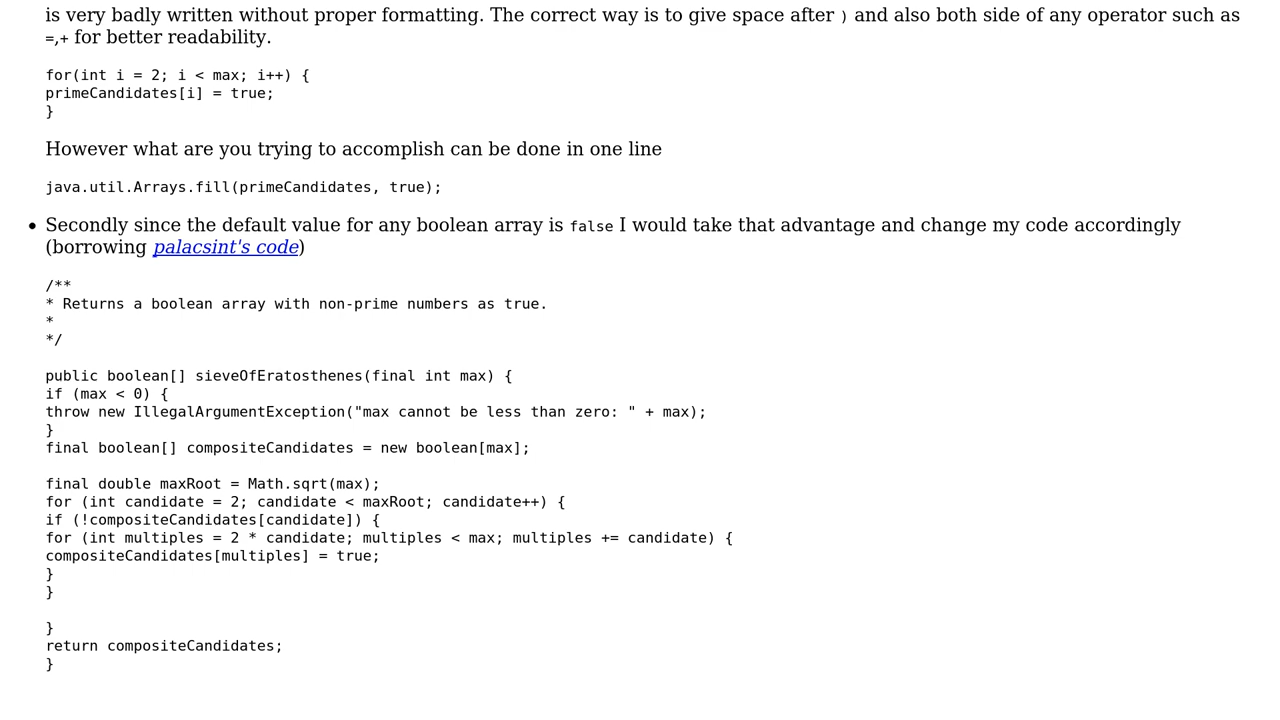 is very badly written without proper formatting. The correct way is to give space after ) and also both side of any operator such as
=,+ for better readability.
for(int i = 2; i < max; i++) {
primeCandidates[i] = true;
}
However what are you trying to accomplish can be done in one line
java.util.Arrays.fill(primeCandidates, true);
• Secondly since the default value for any boolean array is false I would take that advantage and change my code accordingly
(borrowing palacsint's code)
/**
* Returns a boolean array with non-prime numbers as true.
*
*/
public boolean[] sieveOfEratosthenes(final int max) {
if (max < 0) {
throw new IllegalArgumentException("max cannot be less than zero: " + max);
}
final boolean[] compositeCandidates = new boolean[max];
final double maxRoot = Math.sqrt(max);
for (int candidate = 2; candidate < maxRoot; candidate++) {
if (!compositeCandidates[candidate]) {
for (int multiples = 2 * candidate; multiples < max; multiples += candidate) {
compositeCandidates[multiples] = true;
}
}
}
return compositeCandidates;
}